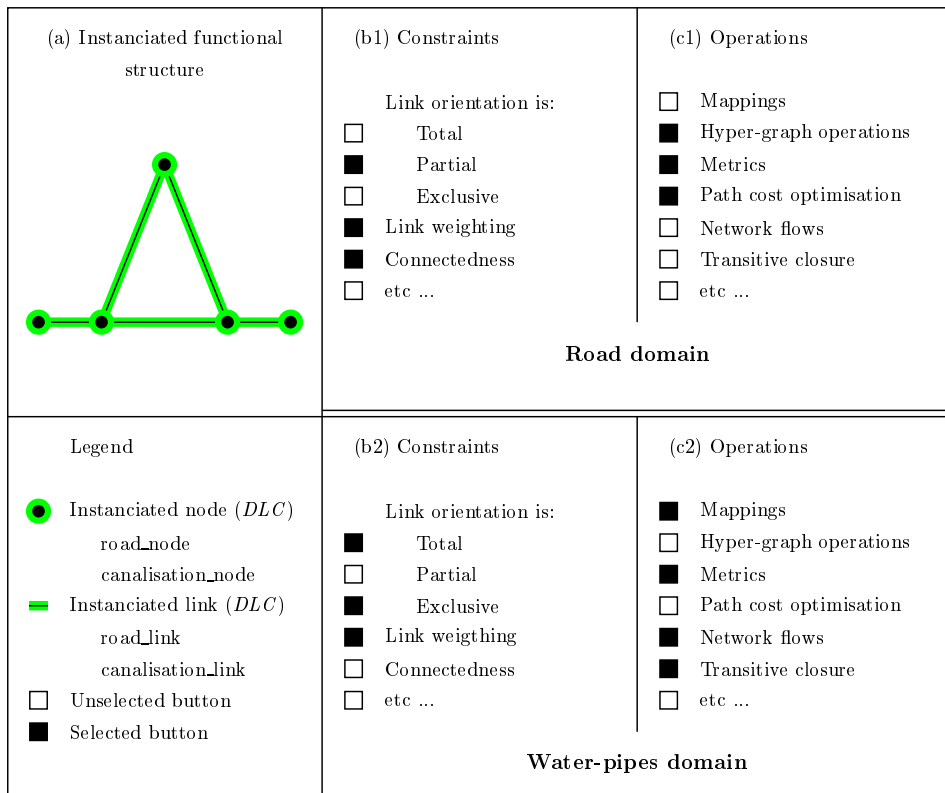 (a) Instanciated functional
structure
(b1) Constraints
Link orientation is:
Total
Partial
Exclusive
Link weighting
Connectedness
etc ...
(c1) Operations
Mappings
Hyper-graph operations
Metrics
Path cost optimisation
Network flows
Transitive closure
etc ...
Road domain
Legend
Instanciated node (DLC)
road_node
canalisation_node
Instanciated link (DLC)
road_link
canalisation_link
Unselected button
Selected button
(b2) Constraints
Link orientation is:
Total
Partial
Exclusive
Link weigthing
Connectedness
etc ...
(c2) Operations
Mappings
Hyper-graph operations
Metrics
Path cost optimisation
Network flows
Transitive closure
etc ...
Water-pipes domain